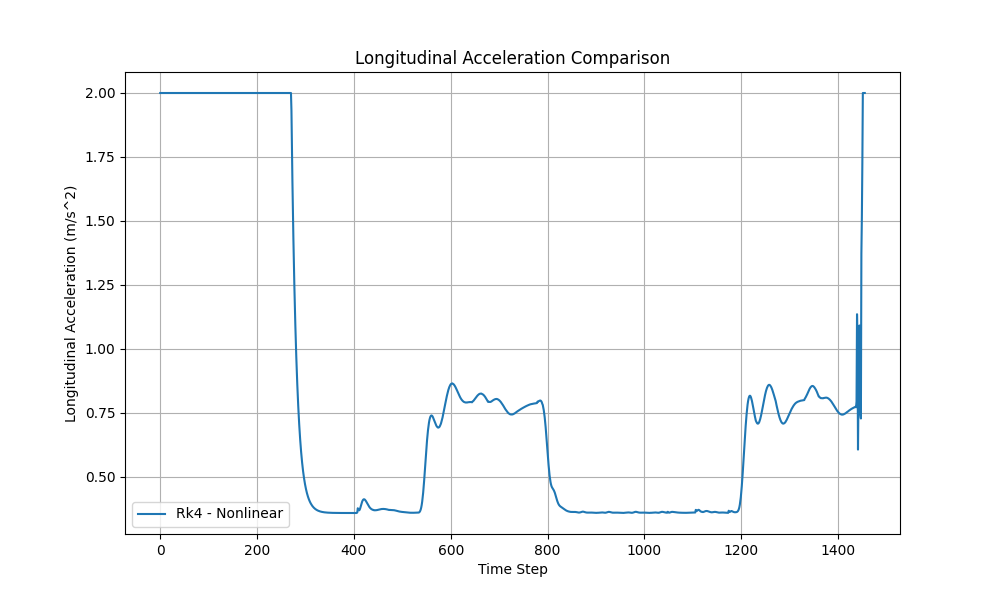 Longitudinal Acceleration Comparison
Longitudinal Acceleration (m/s^2)
2.00
1.75
1.50
1.25
1.00
0.75
0.50
Rk4 - Nonlinear
0 200 400 600 800 1000 1200 1400
Time Step